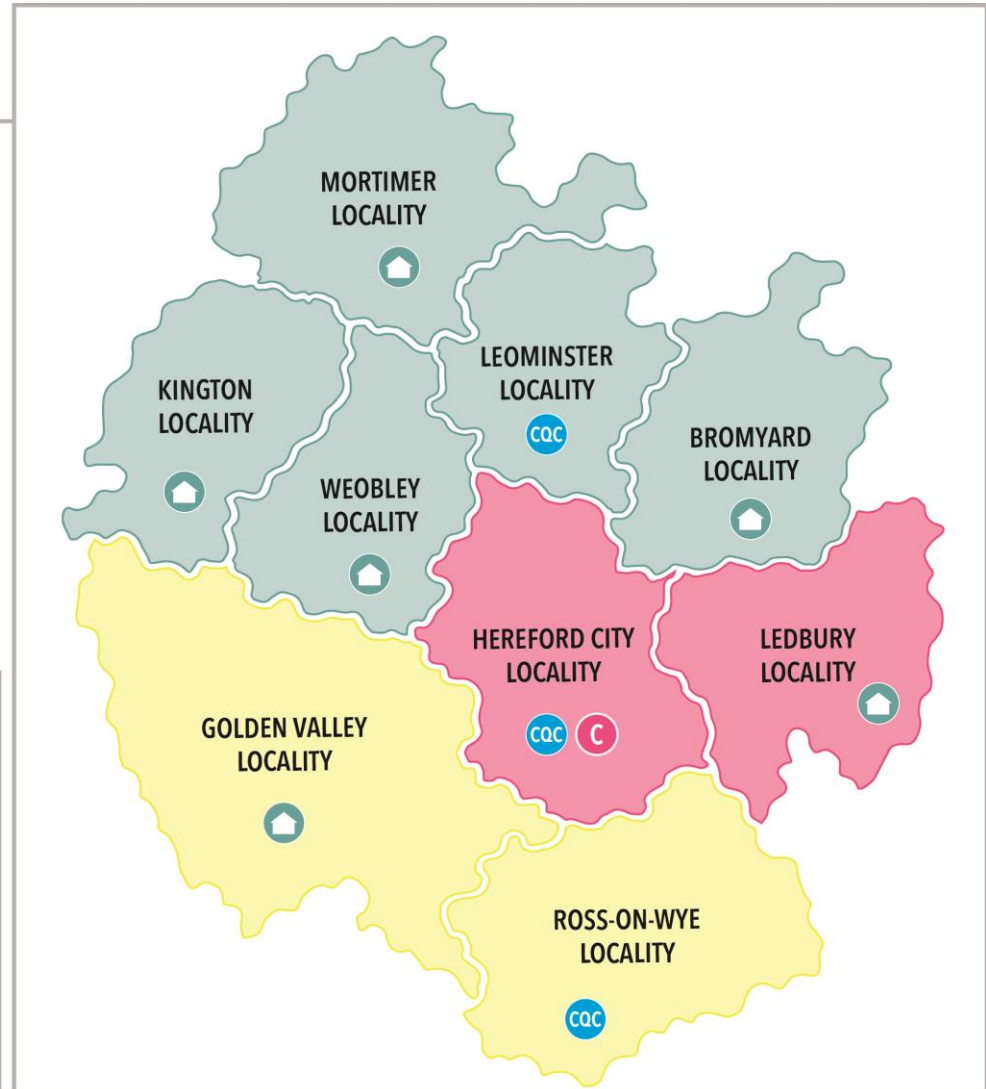 MORTIMER
LOCALITY
LEOMINSTER
LOCALITY
CQC
KINGTON
LOCALITY
BROMYARD
LOCALITY
WEOBLEY
LOCALITY
HEREFORD CITY
LOCALITY
CQC C
LEDBURY
LOCALITY
GOLDEN VALLEY
LOCALITY
ROSS-ON-WYE
LOCALITY
CQC